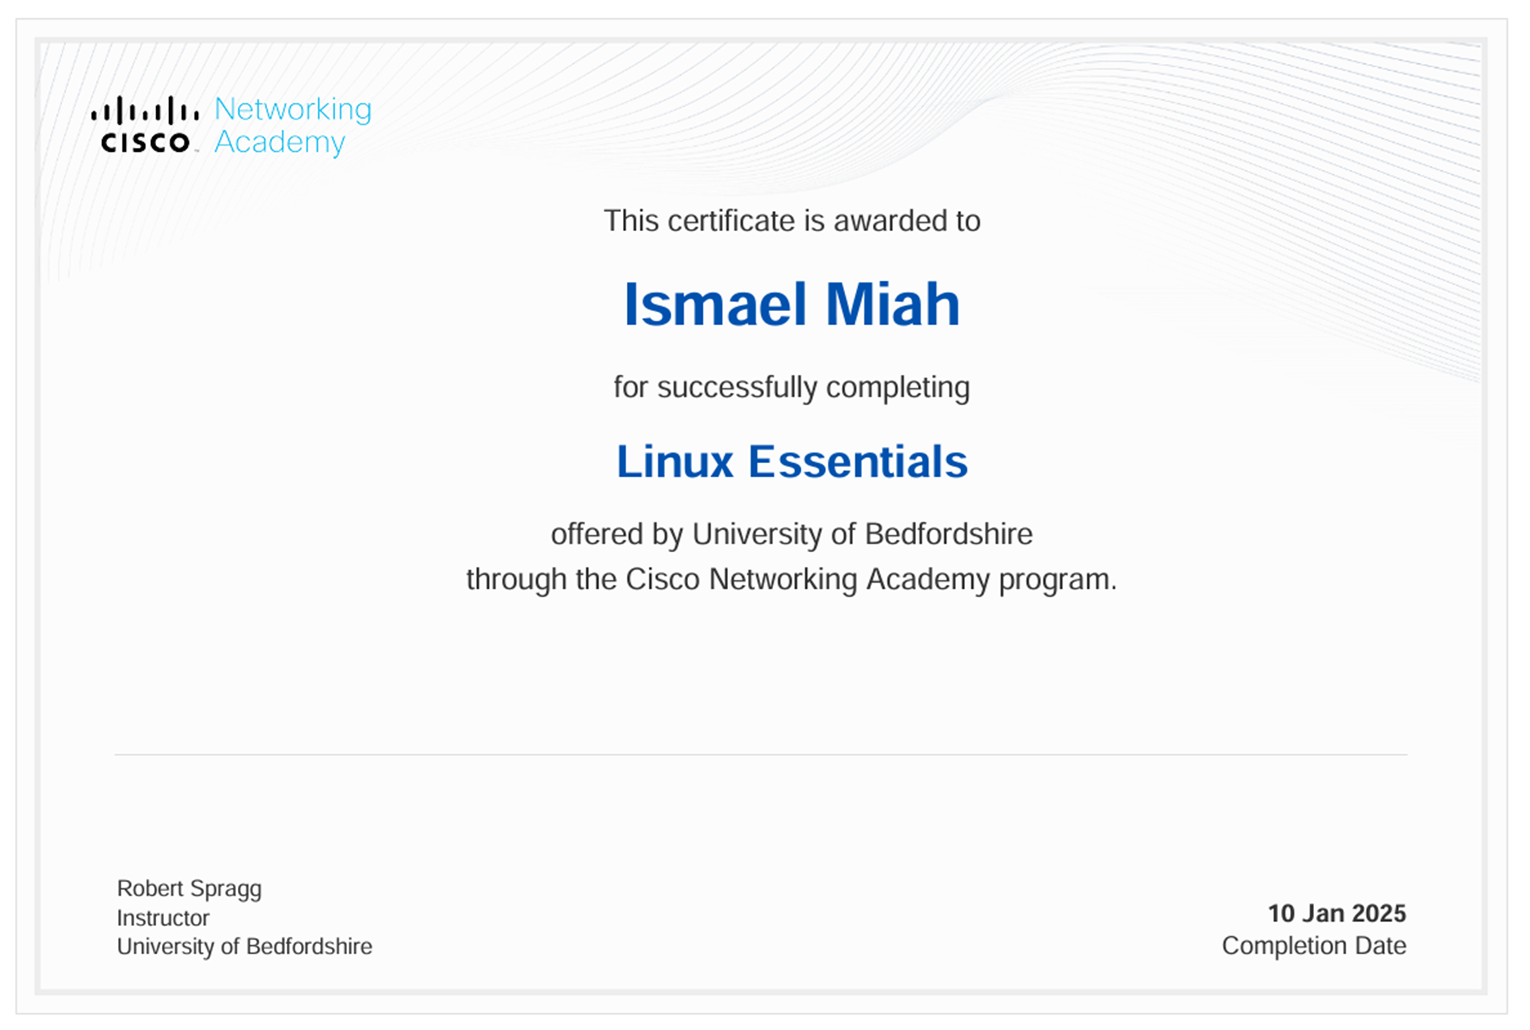 CISCO
Networking
Academy
This certificate is awarded to
Ismael Miah
for successfully completing
Linux Essentials
offered by University of Bedfordshire
through the Cisco Networking Academy program.
Robert Spragg
Instructor
University of Bedfordshire
10 Jan 2025
Completion Date